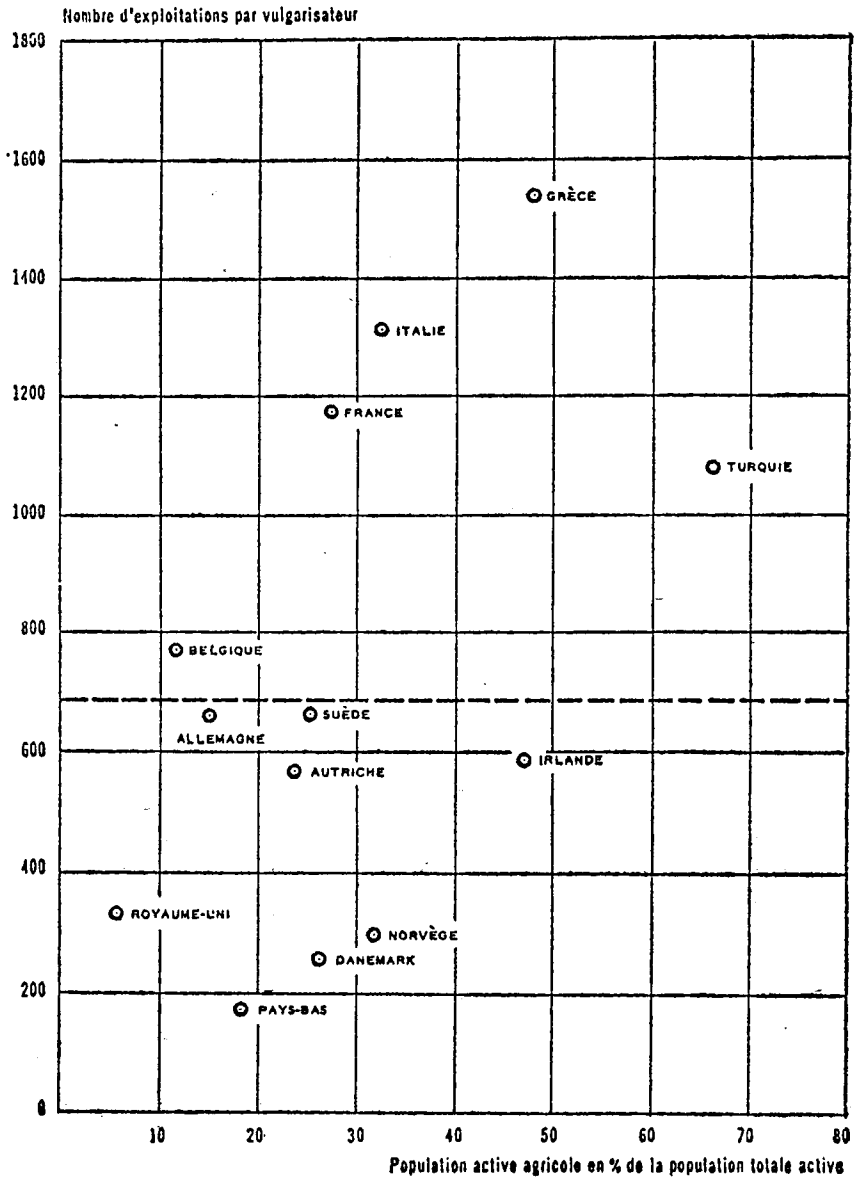 Nombre d'exploitations par vulgarisateur
1800
1600
GRÈCE
1400
ITALIE
1200
FRANCE
TURQUIE
1000
800
BELGIQUE
SUÈDE
ALLEMAGNE
600
IRLANDE
AUTRICHE
400
ROYAUME-UNI
NORVÈGE
DANEMARK
200
PAYS-BAS
0
10 20 30 40 50 60 70 80
Population active agricole en % de la population totale active